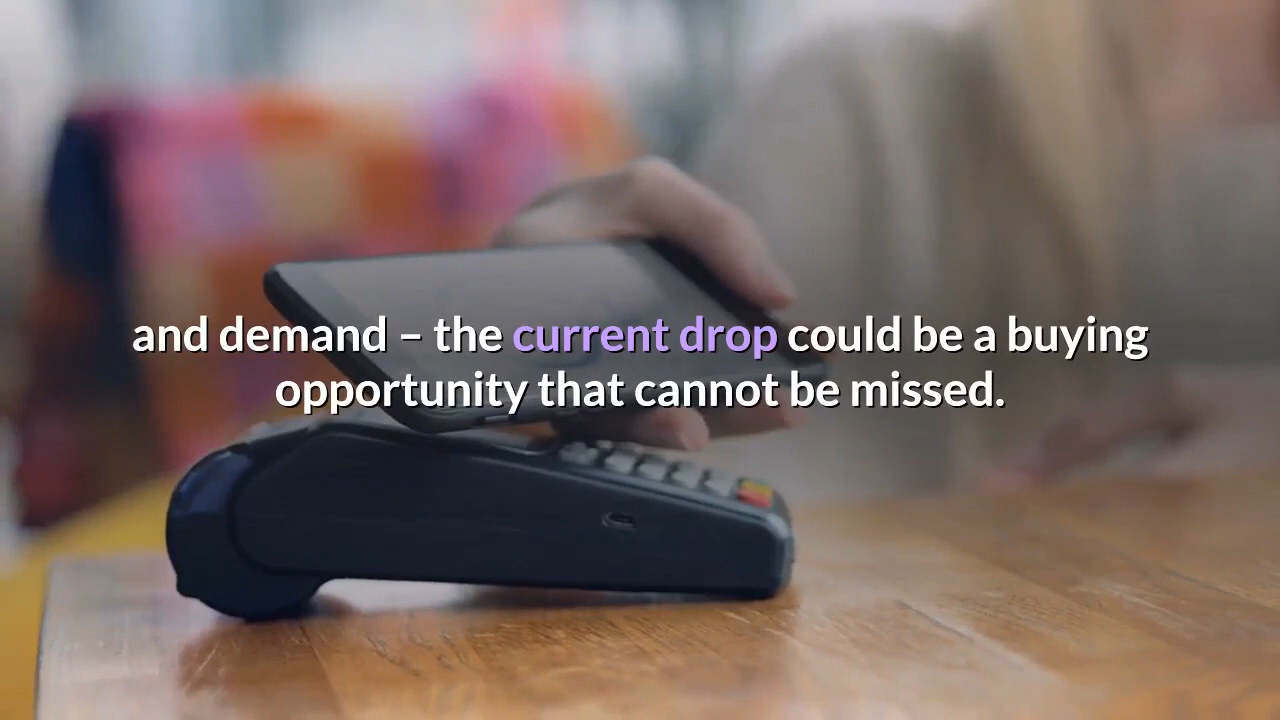 and demand – the current drop could be a buying
opportunity that cannot be missed.